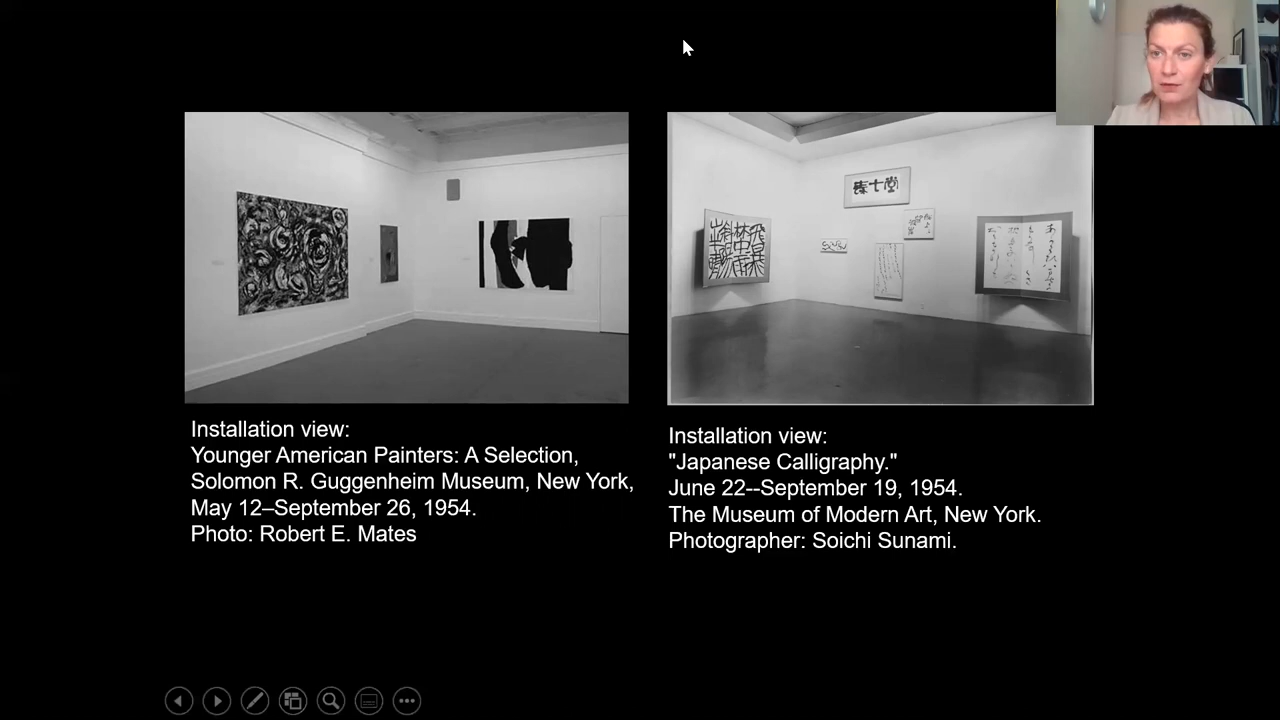 Installation view:
Younger American Painters: A Selection,
Solomon R. Guggenheim Museum, New York,
May 12–September 26, 1954.
Photo: Robert E. Mates
Installation view:
"Japanese Calligraphy."
June 22--September 19, 1954.
The Museum of Modern Art, New York.
Photographer: Soichi Sunami.